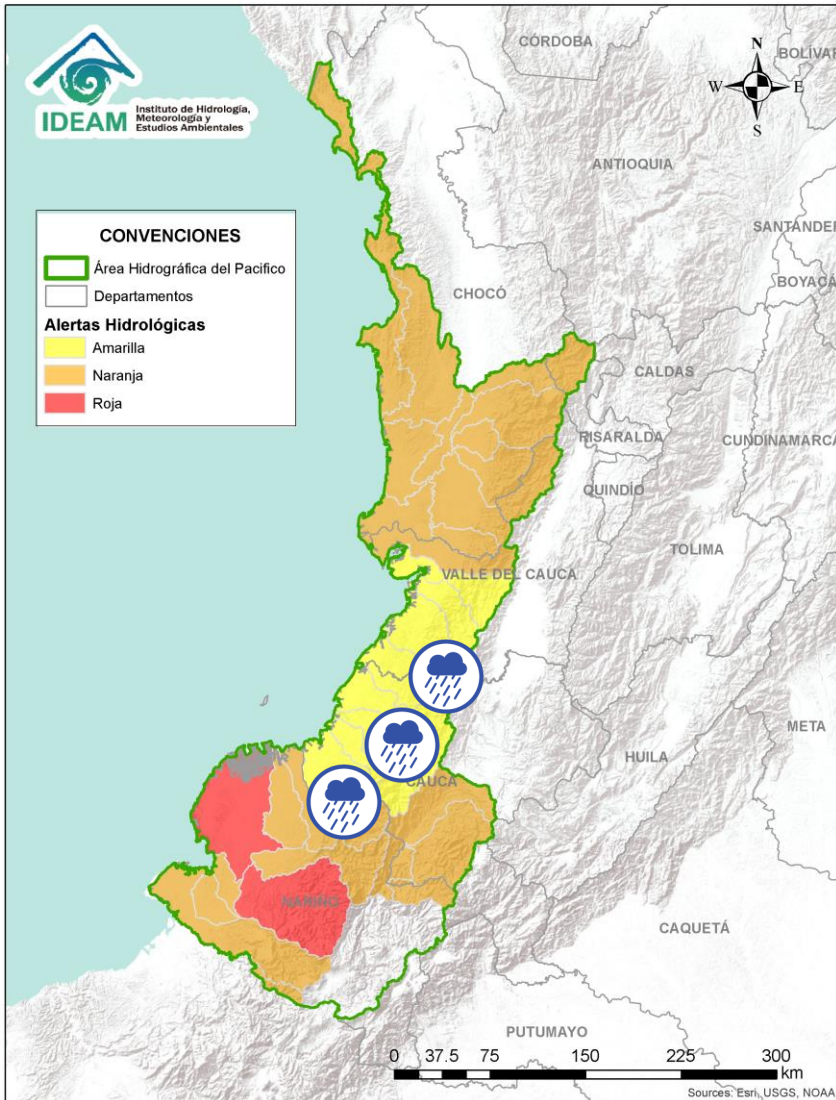 IDEAM
Instituto de Hidrología,
Meteorología y
Estudios Ambientales
CÓRDOBA
BOLÍVAR
N
W
E
S
ANTIOQUIA
SANTANDER
BOYACÁ
CONVENCIONES
Área Hidrográfica del Pacifico
Departamentos
Alertas Hidrológicas
Amarilla
Naranja
Roja
CHOCÓ
CALDAS
RISARALDA
CUNDINAMARCA
QUINDÍO
TOLIMA
VALLE DEL CAUCA
META
HUILA
CAUCA
NARIÑO
CAQUETÁ
PUTUMAYO
0 37.5 75 150 225 300
km
Sources: Esri, USGS, NOAA